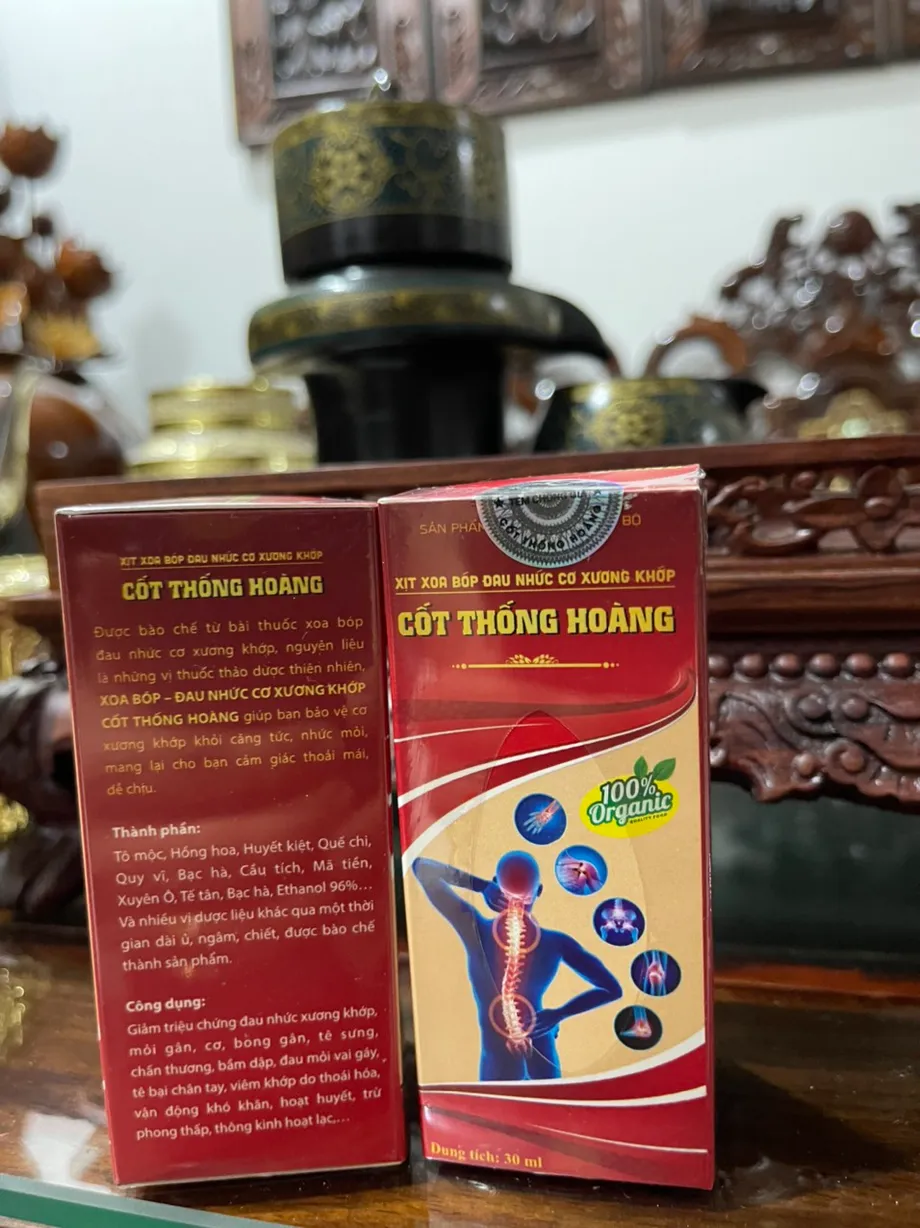 XỊT XOA BÓP ĐAU NHỨC CƠ XƯƠNG KHỚP
CỐT THỐNG HOÀNG
Được bào chế từ bài thuốc xoa bóp
đau nhức cơ xương khớp, nguyên liệu
là những vị thuốc thảo dược thiên nhiên,
XOA BÓP – ĐAU NHỨC CƠ XƯƠNG KHỚP
CỐT THỐNG HOÀNG giúp bạn bảo vệ cơ
xương khớp khỏi căng tức, nhức mỏi,
mang lại cho bạn cảm giác thoải mái,
dễ chịu.
Thành phần:
Tô mộc, Hồng hoa, Huyết kiệt, Quế chi,
Quy vĩ, Bạc hà, Cẩu tích, Mã tiền,
Xuyên Ô, Tế tân, Bạc hà, Ethanol 96%...
Và nhiều vị dược liệu khác qua một thời
gian dài ủ, ngâm, chiết, được bào chế
thành sản phẩm.
Công dụng:
Giảm triệu chứng đau nhức xương khớp,
mỏi gân, cơ, bong gân, tê sưng,
chấn thương, bầm dập, đau mỏi vai gáy,
tê bại chân tay, viêm khớp do thoái hóa,
vận động khó khăn, hoạt huyết, trừ
phong thấp, thông kinh hoạt lạc,...
TEM CHỐNG GIẢ
CỐT THỐNG HOÀNG
SẢN PHẨM
BÓ
XỊT XOA BÓP ĐAU NHỨC CƠ XƯƠNG KHỚP
CỐT THỐNG HOÀNG
100%
Organic
QUALITY FOOD
Dung tích: 30 ml